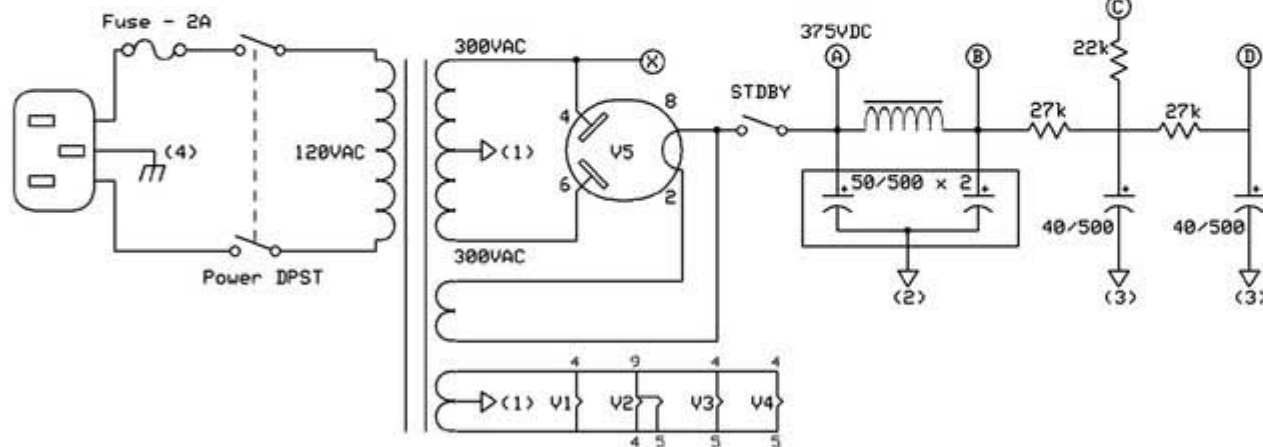 Fuse - 2A
300VAC
X
375VDC
C
22k
A
B
D
STDBY
4
8
27k
27k
(4)
120VAC
(1)
V5
6
2
50/500 x 2
+
+
+
+
40/500
40/500
300VAC
Power DPST
(2)
(3)
(3)
4
9
4
4
(1)
V1
V2
V3
V4
4
5
5
5